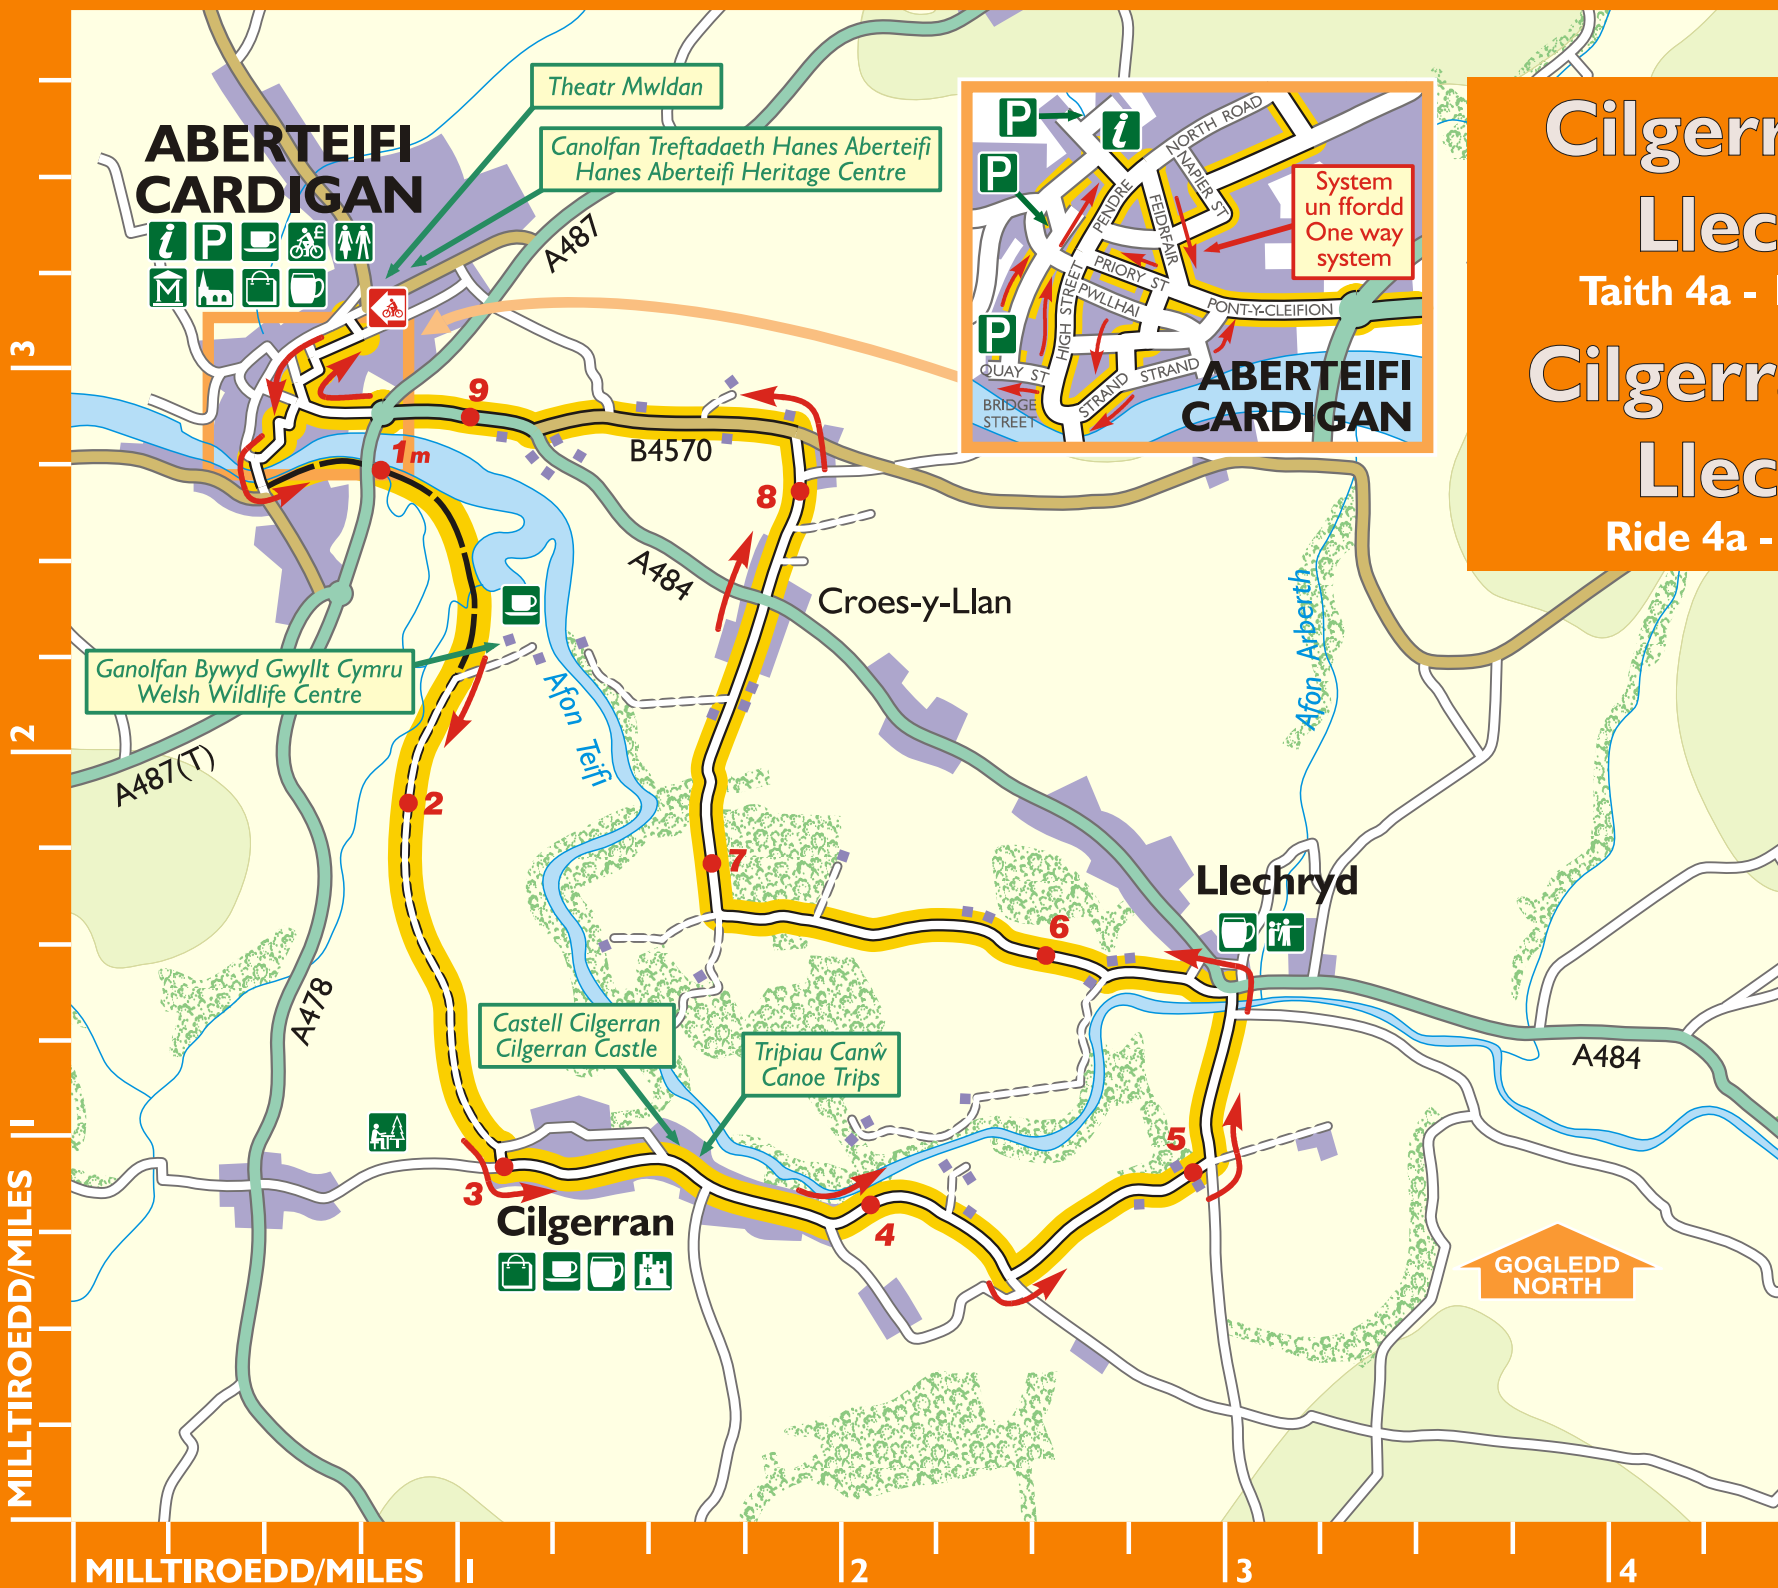 Theatr Mwldan
Canolfan Treftadaeth Hanes Aberteifi
Hanes Aberteifi Heritage Centre
ABERTEIFI
CARDIGAN
i P £
M
A487
3
9
1m
B4570
8
A484
Croes-y-Llan
Ganolfan Bywyd Gwyllt Cymru
Welsh Wildlife Centre
Afon Teifi
Afon Arberth
2
A487(T)
2
7
6
Llechryd
A478
Castell Cilgerran
Cilgerran Castle
Tripiau Canŵ
Canoe Trips
A484
1
5
3
Cilgerran
4
GOGLEDD
NORTH
MILLTIROEDD/MILES
MILLTIROEDD/MILES 1 2 3 4
P
i
P
P
NORTH ROAD
NAPIER ST
PENDRE
FEIDRFAIR
System
un ffordd
One way
system
PRIORY ST
HIGH STREET
PWLLHAI
PONT-Y-CLEIFION
QUAY ST
STRAND
STRAND
BRIDGE
STREET
ABERTEIFI
CARDIGAN
Cilgerr
Llec
Taith 4a -
Cilgerr
Llec
Ride 4a -